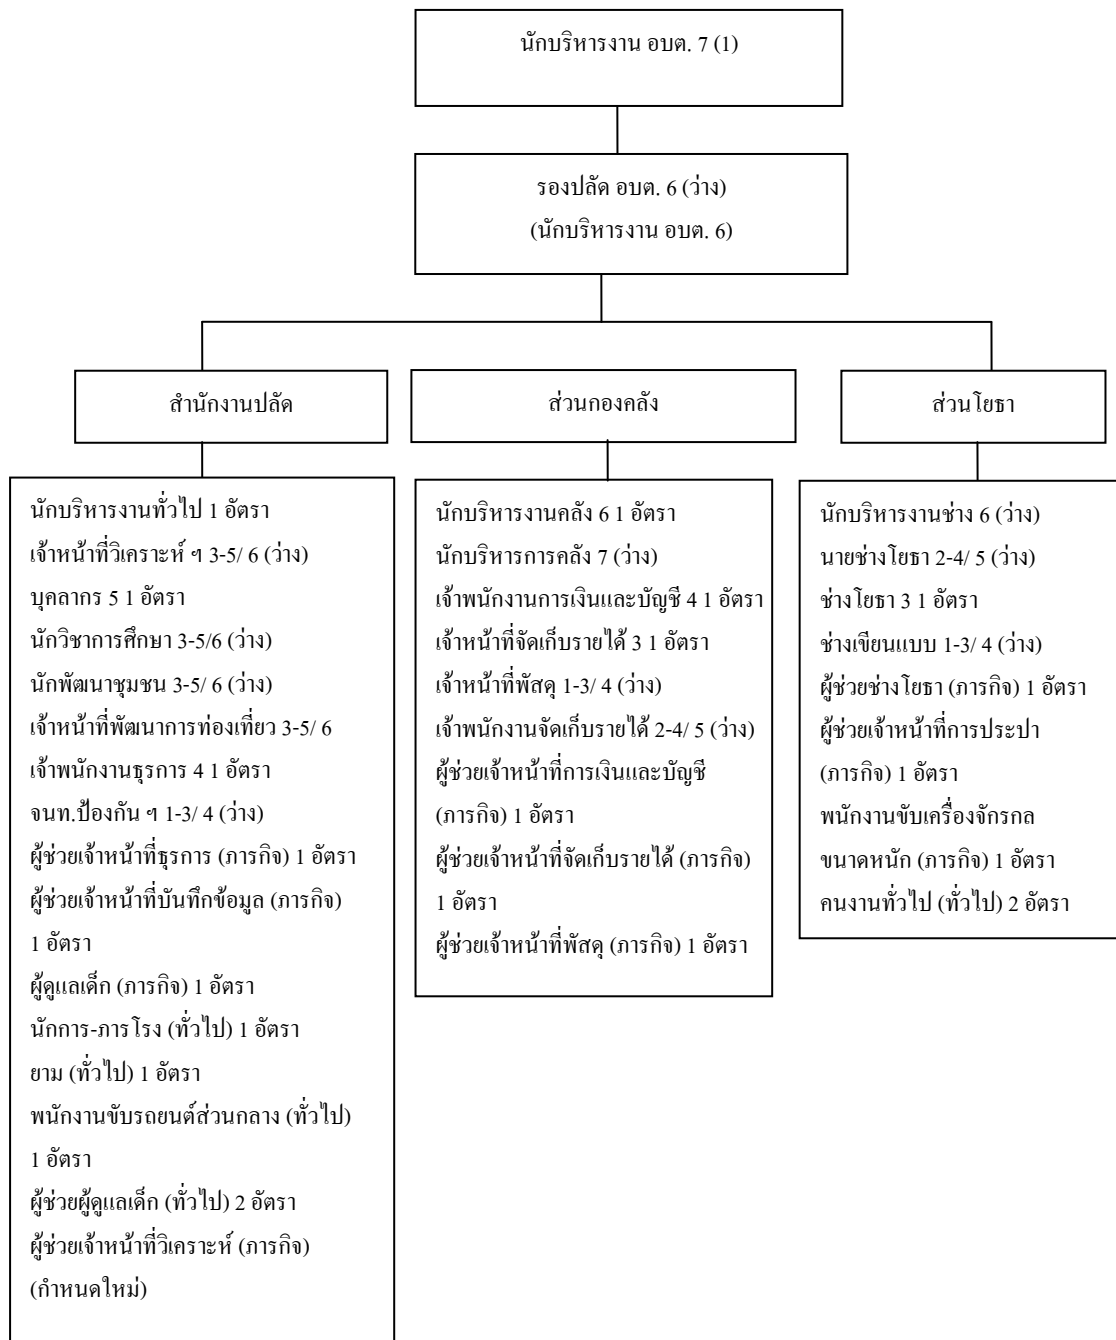 นักบริหารงาน อบต. 7 (1)
รองปลัด อบต. 6 (ว่าง)
(นักบริหารงาน อบต. 6)
สำนักงานปลัด
ส่วนกองคลัง
ส่วนโยธา
นักบริหารงานทั่วไป 1 อัตรา
เจ้าหน้าที่วิเคราะห์ ฯ 3-5/ 6 (ว่าง)
บุคลากร 5 1 อัตรา
นักวิชาการศึกษา 3-5/6 (ว่าง)
นักพัฒนาชุมชน 3-5/ 6 (ว่าง)
เจ้าหน้าที่พัฒนาการท่องเที่ยว 3-5/ 6
เจ้าพนักงานธุรการ 4 1 อัตรา
จนท.ป้องกัน ฯ 1-3/ 4 (ว่าง)
ผู้ช่วยเจ้าหน้าที่ธุรการ (ภารกิจ) 1 อัตรา
ผู้ช่วยเจ้าหน้าที่บันทึกข้อมูล (ภารกิจ)
1 อัตรา
ผู้ดูแลเด็ก (ภารกิจ) 1 อัตรา
นักการ-ภารโรง (ทั่วไป) 1 อัตรา
ยาม (ทั่วไป) 1 อัตรา
พนักงานขับรถยนต์ส่วนกลาง (ทั่วไป)
1 อัตรา
ผู้ช่วยผู้ดูแลเด็ก (ทั่วไป) 2 อัตรา
ผู้ช่วยเจ้าหน้าที่วิเคราะห์ (ภารกิจ)
(กำหนดใหม่)
นักบริหารงานคลัง 6 1 อัตรา
นักบริหารการคลัง 7 (ว่าง)
เจ้าพนักงานการเงินและบัญชี 4 1 อัตรา
เจ้าหน้าที่จัดเก็บรายได้ 3 1 อัตรา
เจ้าหน้าที่พัสดุ 1-3/ 4 (ว่าง)
เจ้าพนักงานจัดเก็บรายได้ 2-4/ 5 (ว่าง)
ผู้ช่วยเจ้าหน้าที่การเงินและบัญชี
(ภารกิจ) 1 อัตรา
ผู้ช่วยเจ้าหน้าที่จัดเก็บรายได้ (ภารกิจ)
1 อัตรา
ผู้ช่วยเจ้าหน้าที่พัสดุ (ภารกิจ) 1 อัตรา
นักบริหารงานช่าง 6 (ว่าง)
นายช่างโยธา 2-4/ 5 (ว่าง)
ช่างโยธา 3 1 อัตรา
ช่างเขียนแบบ 1-3/ 4 (ว่าง)
ผู้ช่วยช่างโยธา (ภารกิจ) 1 อัตรา
ผู้ช่วยเจ้าหน้าที่การประปา
(ภารกิจ) 1 อัตรา
พนักงานขับเครื่องจักรกล
ขนาดหนัก (ภารกิจ) 1 อัตรา
คนงานทั่วไป (ทั่วไป) 2 อัตรา